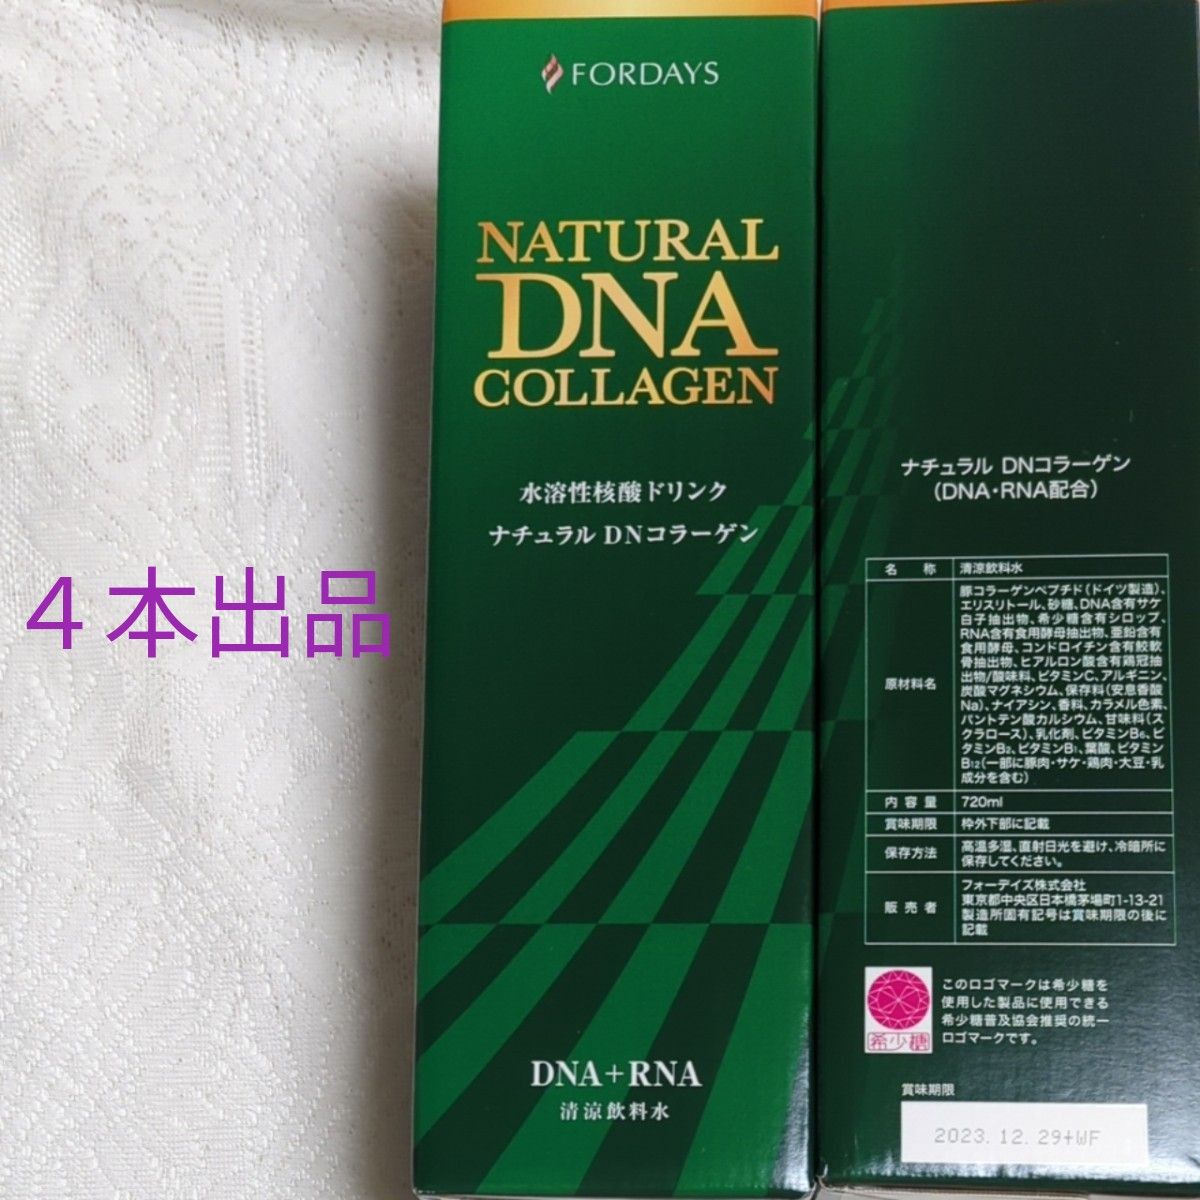 FORDAYS
NATURAL
DNA
COLLAGEN
水溶性核酸ドリンク
ナチュラル DNコラーゲン
DNA+RNA
清涼飲料水
4本出品
ナチュラル DNコラーゲン
(DNA・RNA配合)
名 称 清涼飲料水
原材料名
豚コラーゲンペプチド(ドイツ製造)、
エリスリトール、砂糖、DNA含有サケ
白子抽出物、希少糖含有シロップ、
RNA含有食用酵母抽出物、亜鉛含有
食用酵母、コンドロイチン含有鮫軟
骨抽出物、ヒアルロン酸含有鶏冠抽
出物/酸味料、ビタミンC、アルギニン、
炭酸マグネシウム、保存料(安息香酸
Na)、ナイアシン、香料、カラメル色素、
パントテン酸カルシウム、甘味料(ス
クラロース)、乳化剤、ビタミンB6、ビ
タミンB2、ビタミンB1、葉酸、ビタミン
B12(一部に豚肉・サケ・鶏肉・大豆・乳
成分を含む)
内容量 720ml
賞味期限 枠外下部に記載
保存方法 高温多湿、直射日光を避け、冷暗所に
保存してください。
販売者 フォーデイズ株式会社
東京都中央区日本橋茅場町1-13-21
製造所固有記号は賞味期限の後に
記載
希少糖
このロゴマークは希少糖を
使用した製品に使用できる
希少糖普及協会推奨の統一
ロゴマークです。
賞味期限
2023.12.29+WF